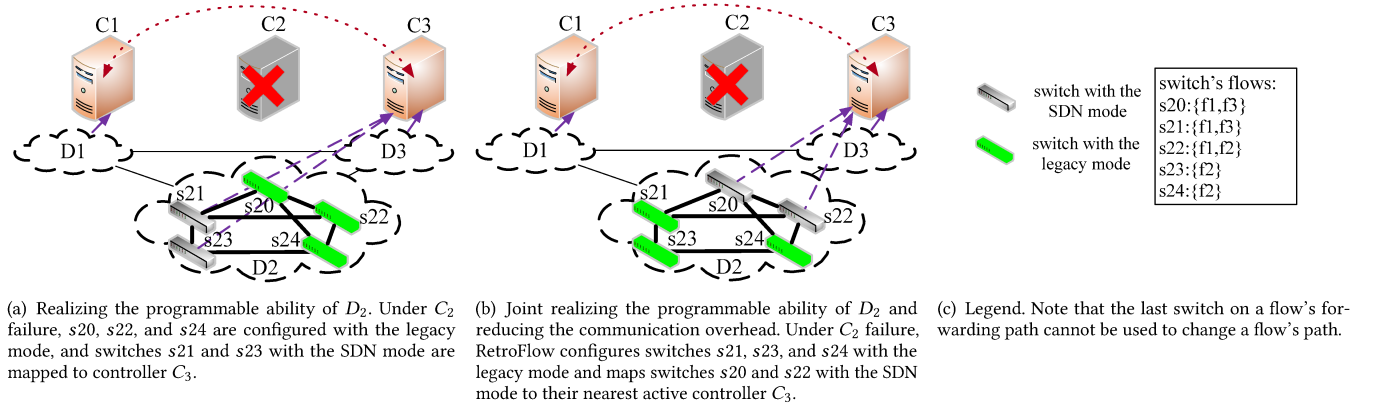 C1
C2
C3
D1
D3
s21
s20
s22
s23
s24
D2
(a) Realizing the programmable ability of D2. Under C2
failure, s20, s22, and s24 are configured with the legacy
mode, and switches s21 and s23 with the SDN mode are
mapped to controller C3.
C1
C2
C3
D1
D3
s21
s20
s22
s23
s24
D2
(b) Joint realizing the programmable ability of D2 and
reducing the communication overhead. Under C2 failure,
RetroFlow configures switches s21, s23, and s24 with the
legacy mode and maps switches s20 and s22 with the SDN
mode to their nearest active controller C3.
switch with the
SDN mode
switch with the
legacy mode
switch's flows:
s20:{f1,f3}
s21:{f1,f3}
s22:{f1,f2}
s23:{f2}
s24:{f2}
(c) Legend. Note that the last switch on a flow's for-
warding path cannot be used to change a flow's path.